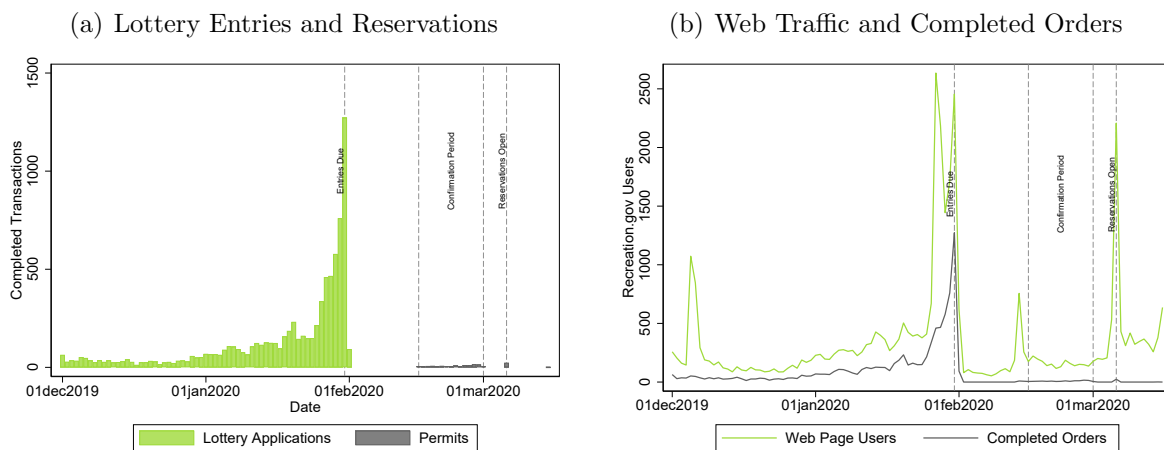 (a) Lottery Entries and Reservations
Completed Transactions
1500
1000
500
0
Entries Due
Confirmation Period
Reservations Open
01dec2019
01jan2020
01feb2020
01mar2020
Date
Lottery Applications
Permits
(b) Web Traffic and Completed Orders
Recreation.gov Users
2500
2000
1500
1000
500
0
Entries Due
Confirmation Period
Reservations Open
01dec2019
01jan2020
01feb2020
01mar2020
Web Page Users
Completed Orders